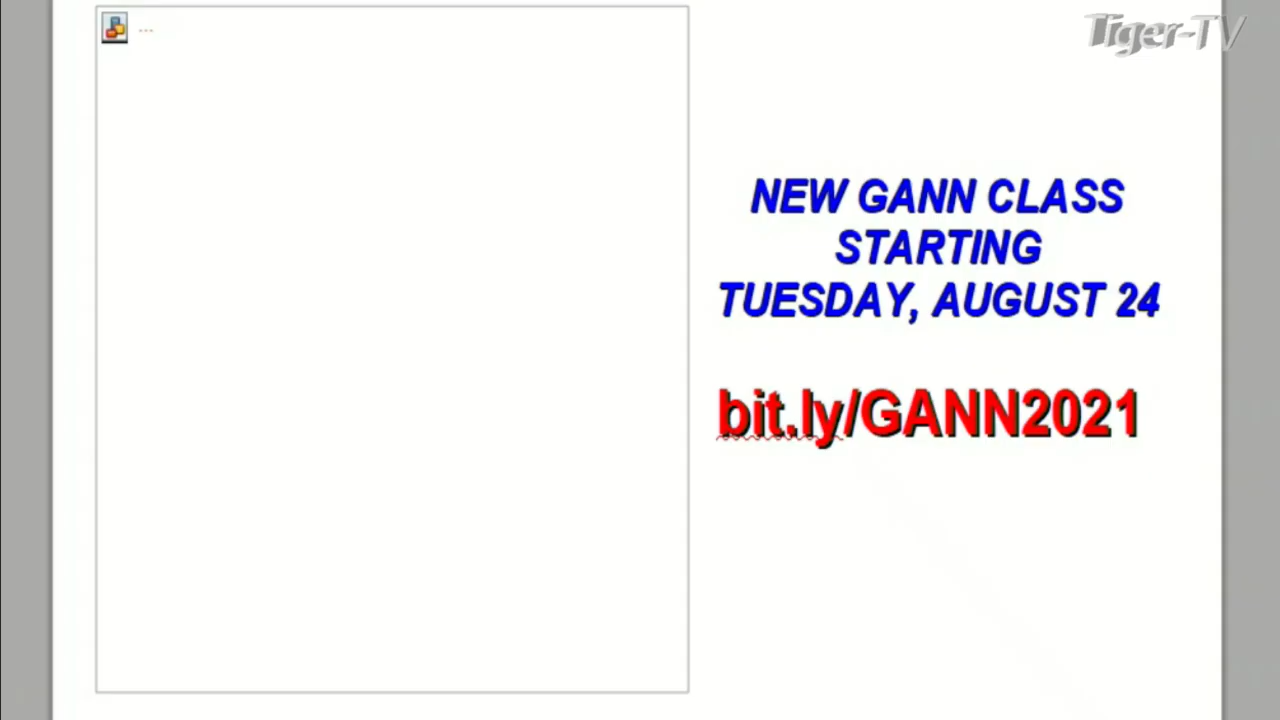 Tiger-TV
...
NEW GANN CLASS
STARTING
TUESDAY, AUGUST 24
bit.ly/GANN2021